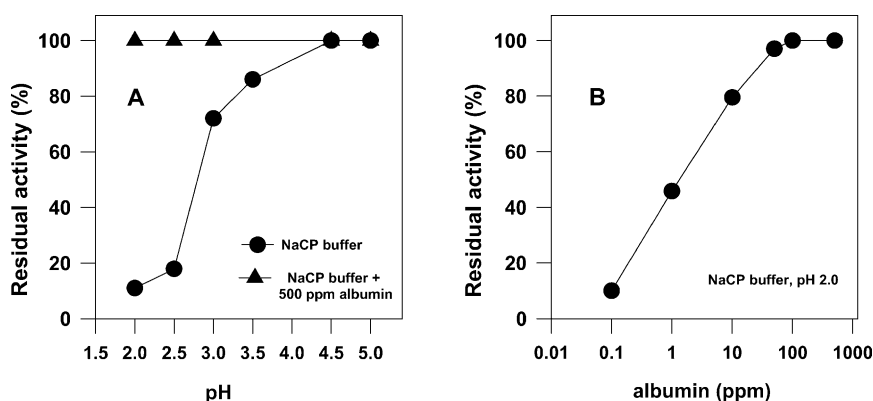 100
80
60
40
20
0
Residual activity (%)
A
NaCP buffer
NaCP buffer +
500 ppm albumin
1.5 2.0 2.5 3.0 3.5 4.0 4.5 5.0
pH
100
80
60
40
20
0
Residual activity (%)
B
NaCP buffer, pH 2.0
0.01 0.1 1 10 100 1000
albumin (ppm)